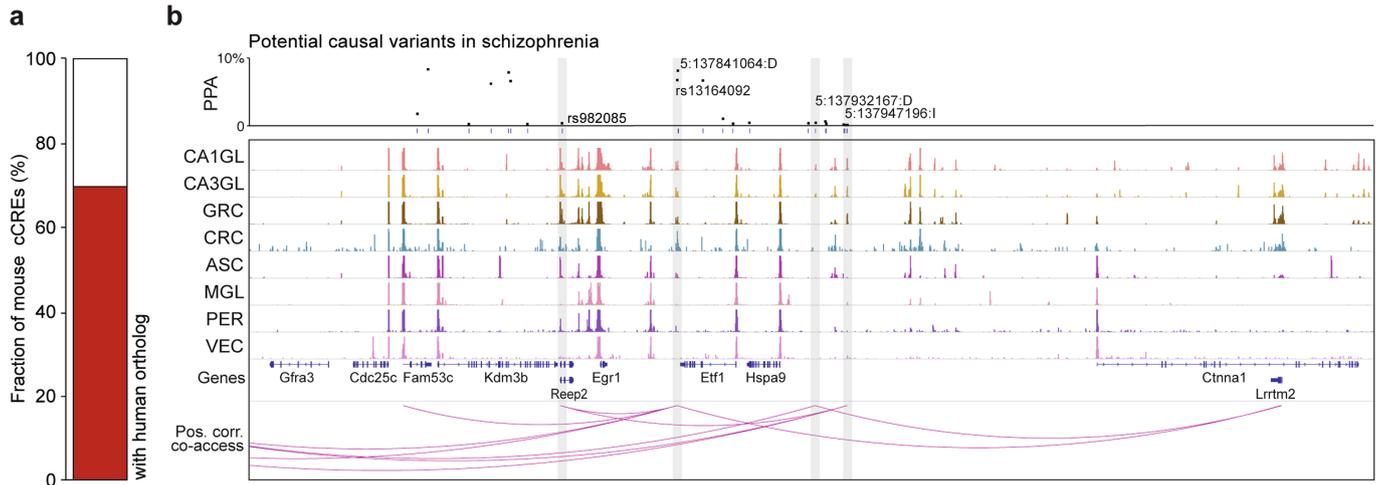 a
b
100
80
60
40
20
0
Fraction of mouse cCREs (%)
with human ortholog
Potential causal variants in schizophrenia
10%
PPA
0
5:137841064:D
rs13164092
rs982085
5:137932167:D
5:137947196:I
CA1GL
CA3GL
GRC
CRC
ASC
MGL
PER
VEC
Genes
Gfra3 Cdc25c Fam53c Kdm3b Egr1 Etf1 Hspa9 Ctnna1
Reep2 Lrrtm2
Pos. corr.
co-access